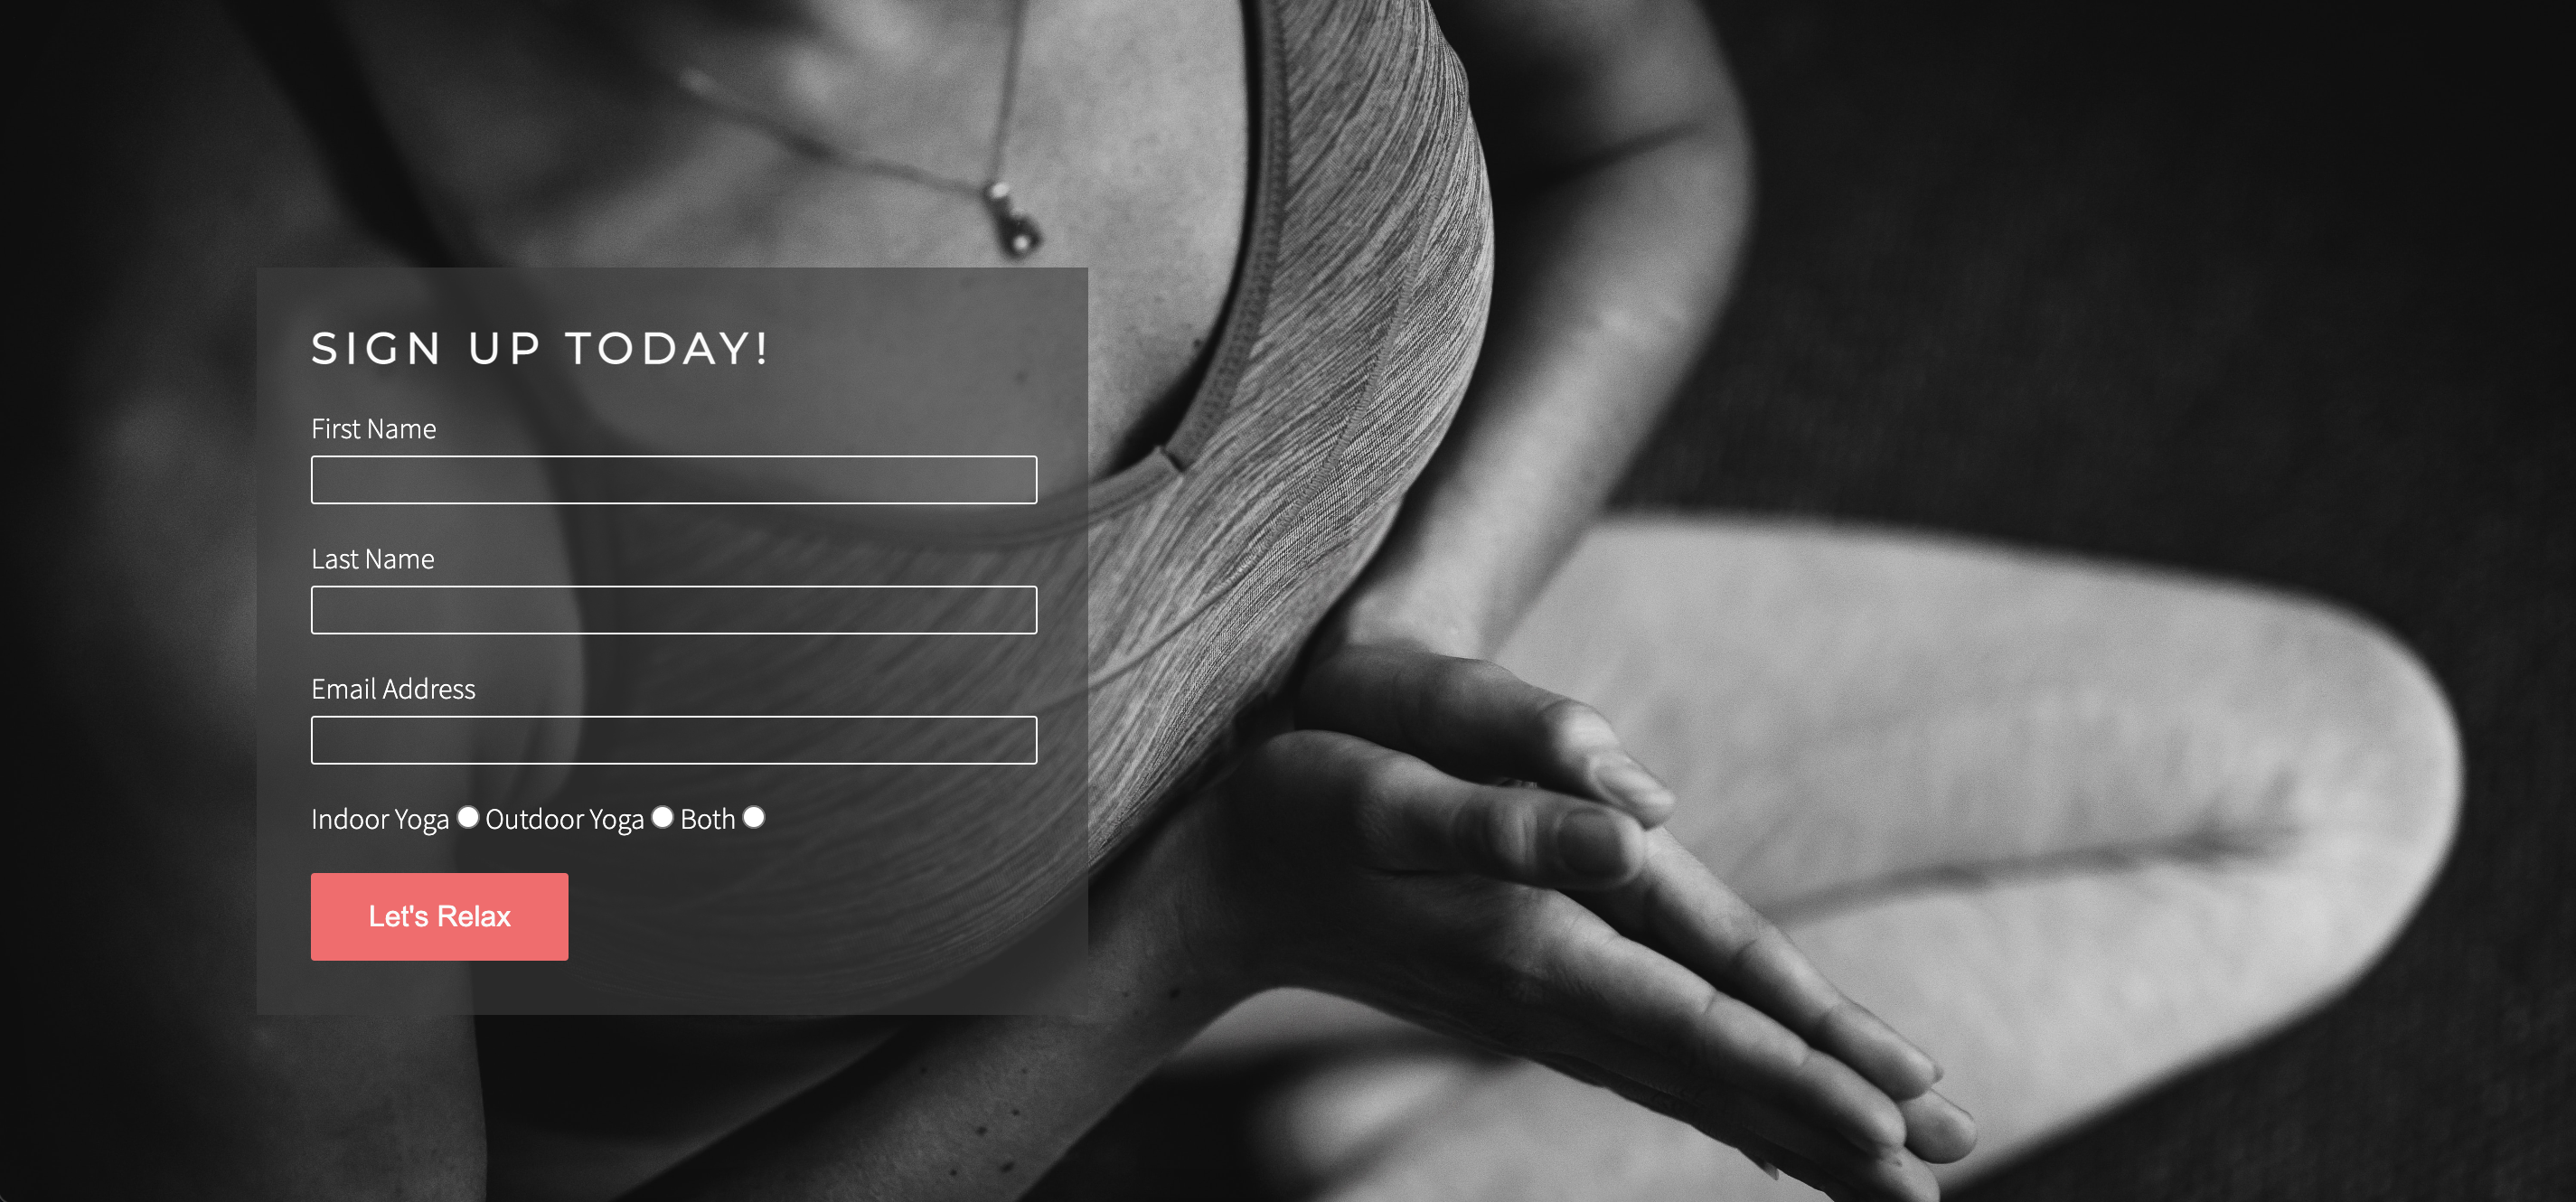 SIGN UP TODAY!
First Name
Last Name
Email Address
Indoor Yoga Outdoor Yoga Both
Let's Relax